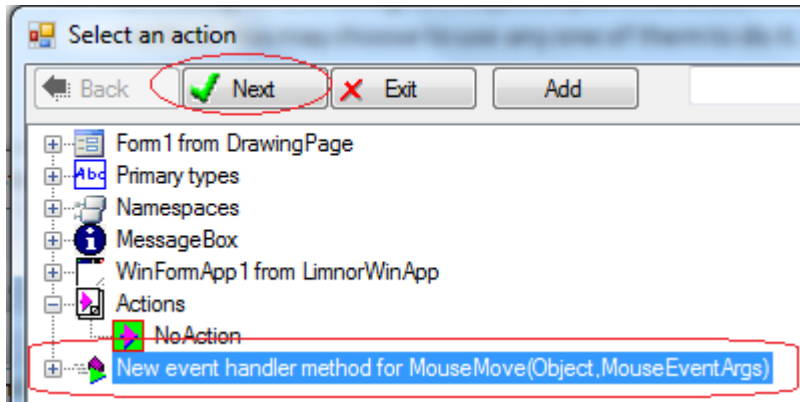 Select an action
Back Next Exit Add
Form1 from DrawingPage
Abc Primary types
Namespaces
MessageBox
WinFormApp1 from LimnorWinApp
Actions
NoAction
New event handler method for MouseMove(Object,MouseEventArgs)